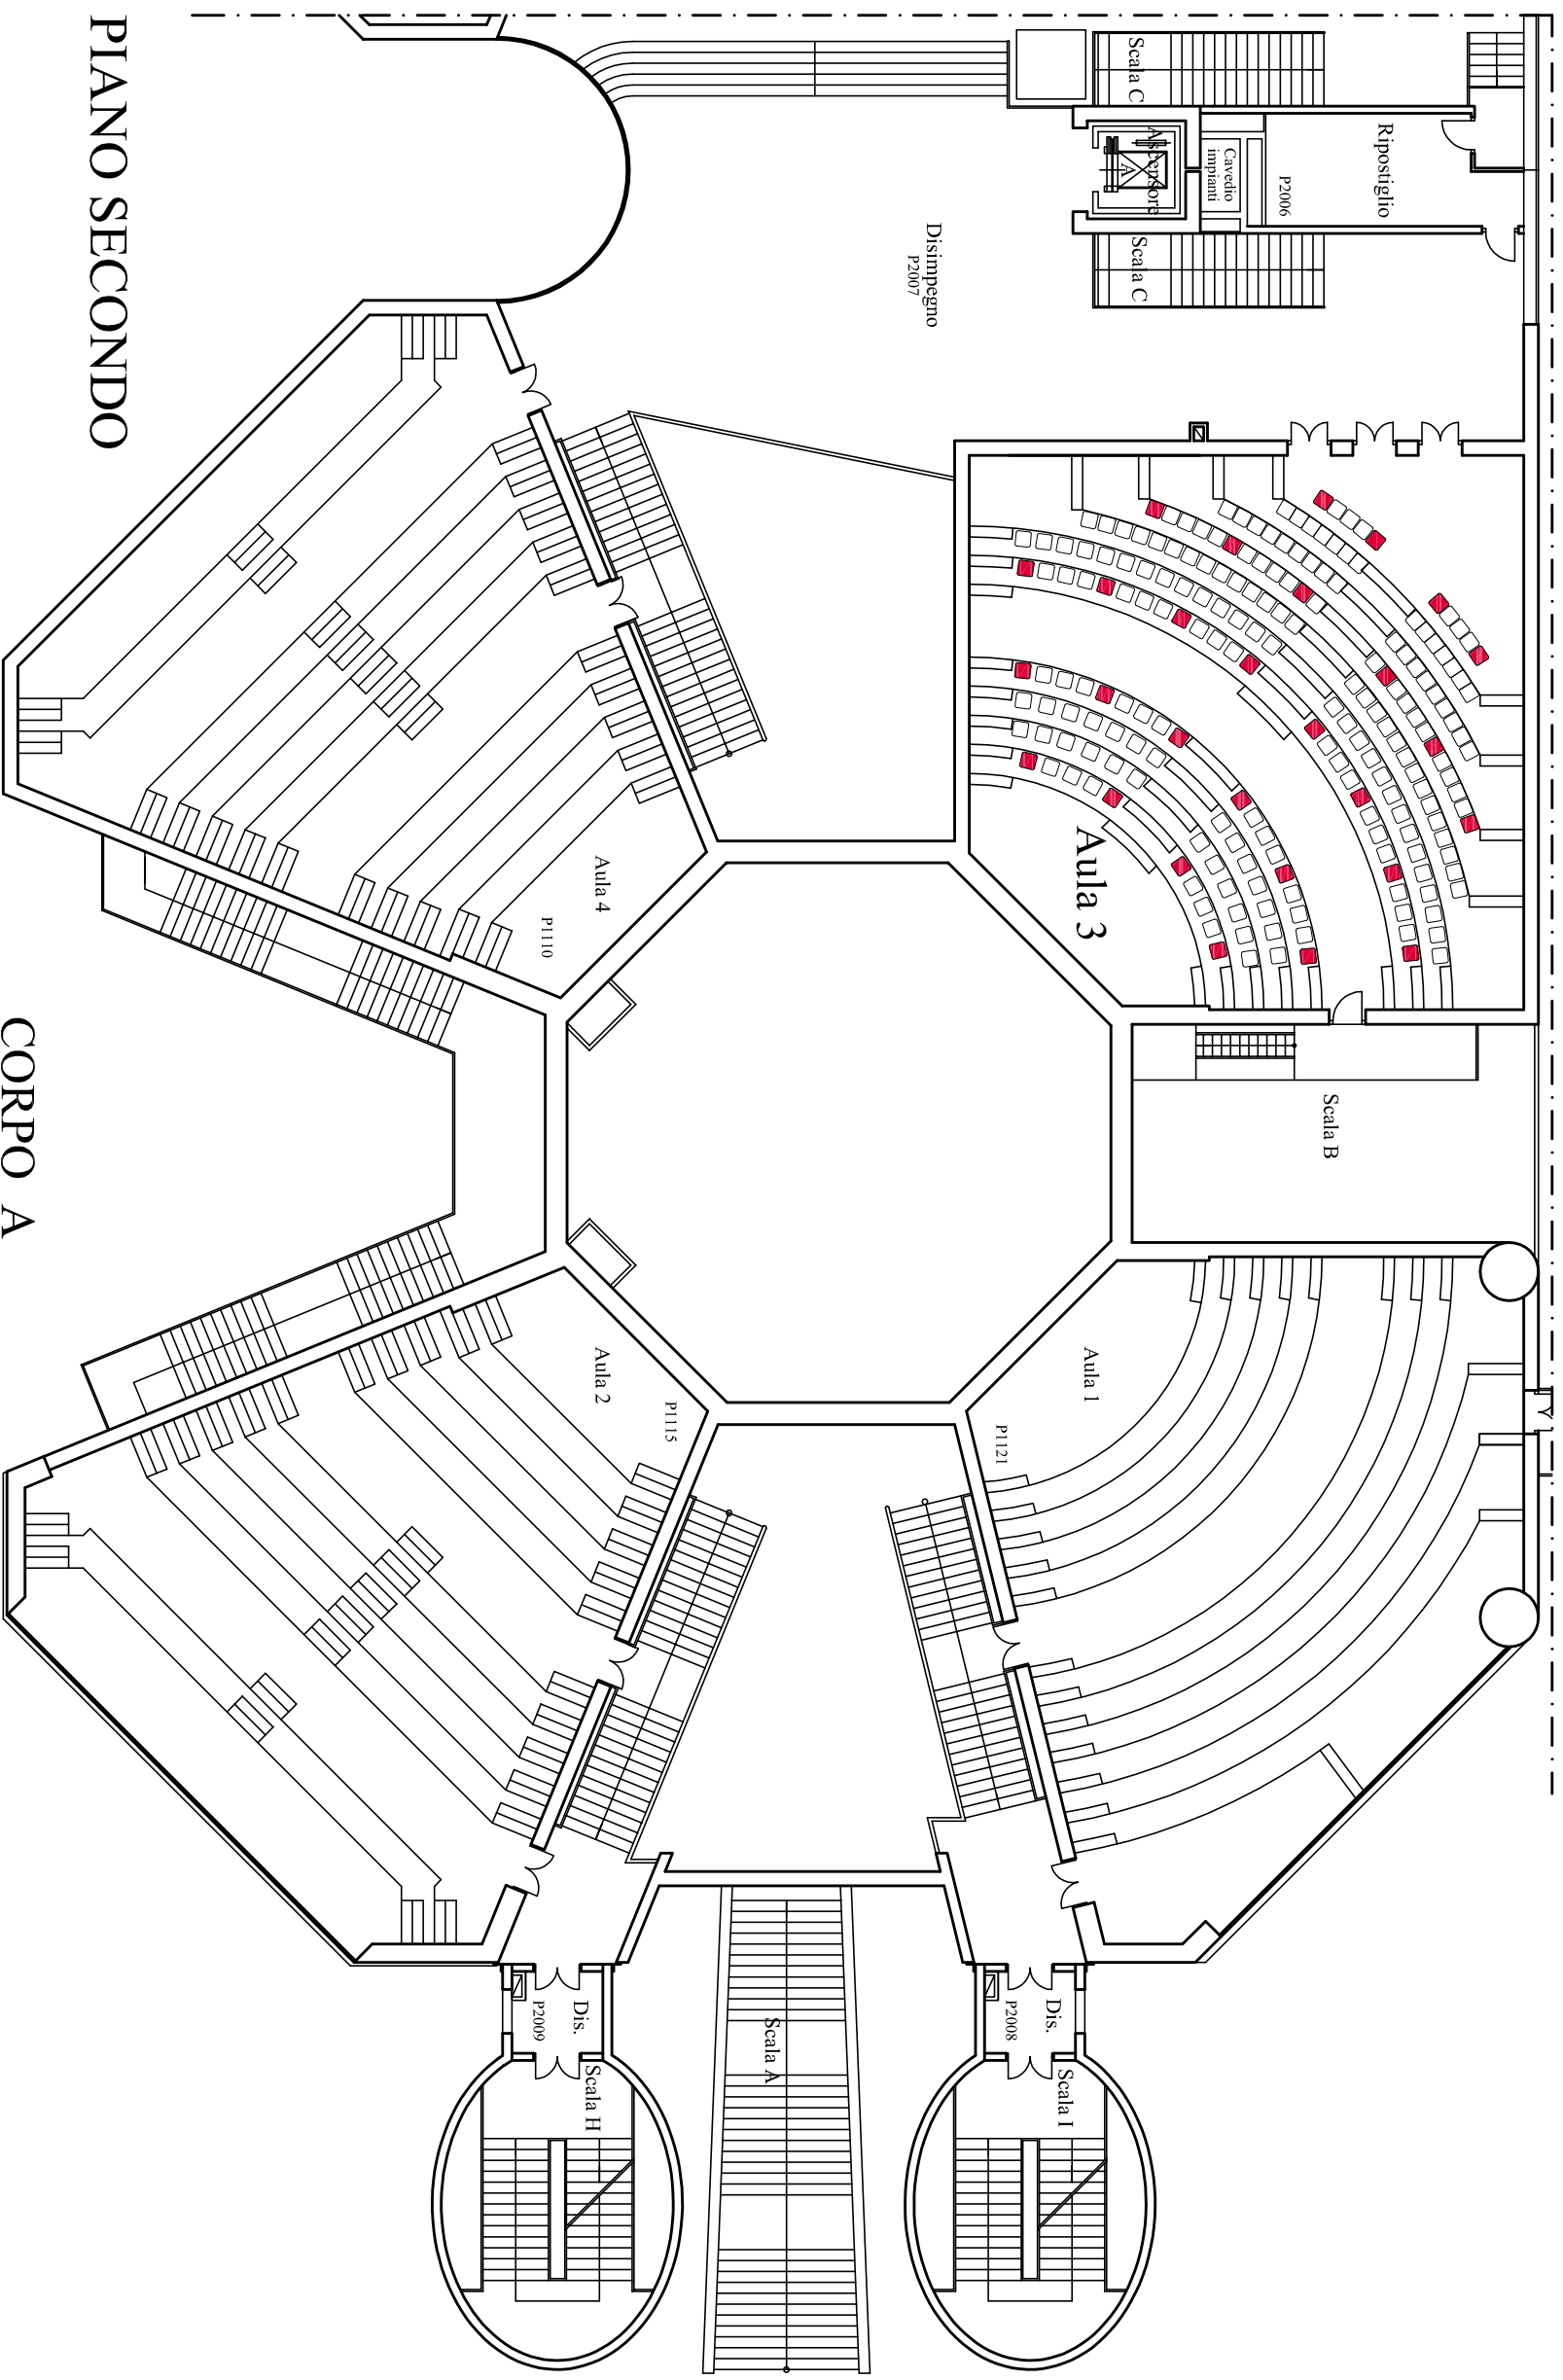 PIANO SECONDO
CORPO A
Scala C
Ascensore
A
Cavedio
impianti
Ripostiglio
P2006
Scala C
Disimpegno
P2007
Aula 3
Aula 4
P1110
Scala B
Aula 1
P1121
Aula 2
P1115
Dis.
P2009
Scala H
Scala A
Dis.
P2008
Scala I